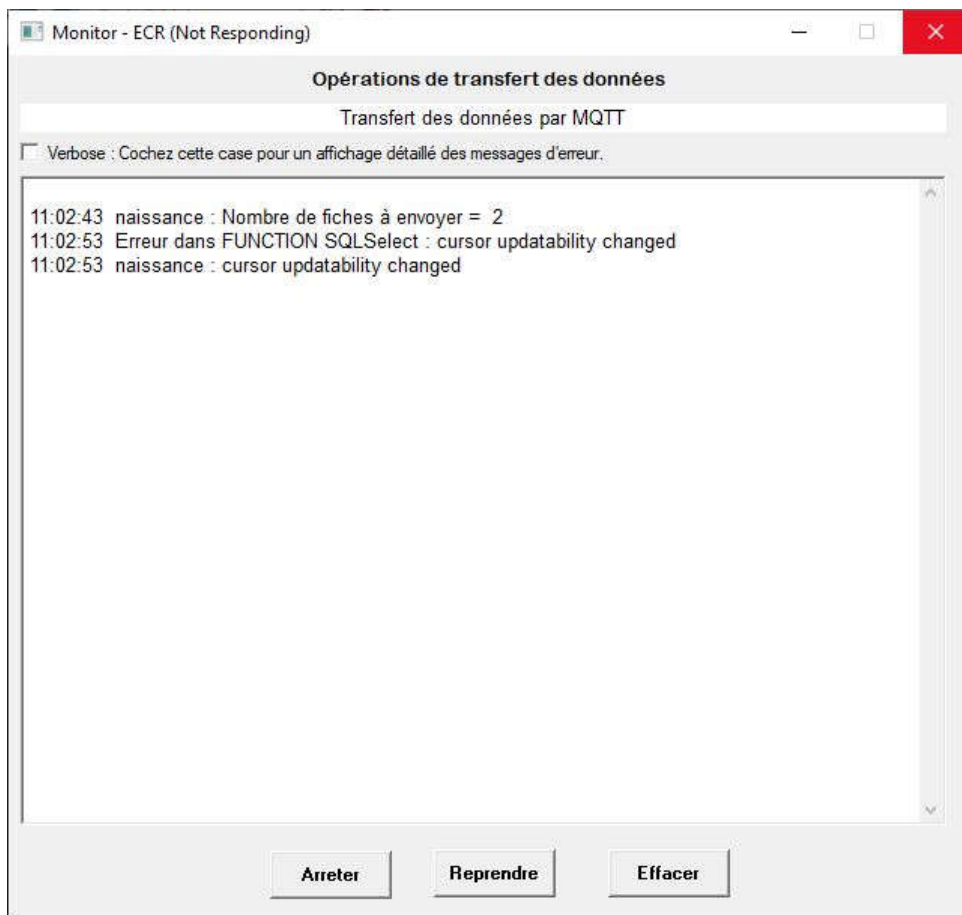 Monitor - ECR (Not Responding)
Opérations de transfert des données
Transfert des données par MQTT
Verbose : Cochez cette case pour un affichage détaillé des messages d'erreur.
11:02:43 naissance : Nombre de fiches à envoyer = 2
11:02:53 Erreur dans FUNCTION SQLSelect : cursor updatability changed
11:02:53 naissance : cursor updatability changed
Arreter Reprendre Effacer